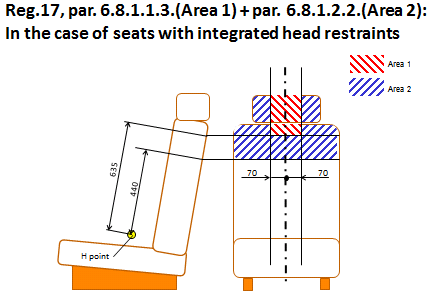 Reg.17, par. 6.8.1.1.3.(Area 1) + par. 6.8.1.2.2.(Area 2):
In the case of seats with integrated head restraints
Area 1
Area 2
635
440
70
70
H point